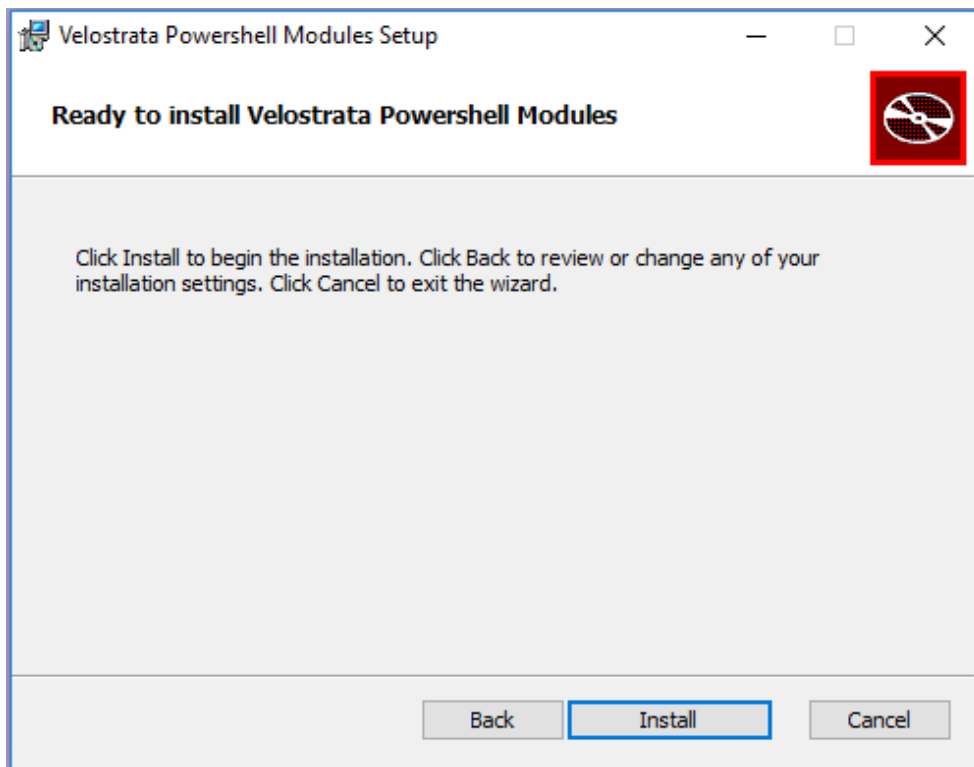 Velostrata Powershell Modules Setup
Ready to install Velostrata Powershell Modules
Click Install to begin the installation. Click Back to review or change any of your
installation settings. Click Cancel to exit the wizard.
Back Install Cancel